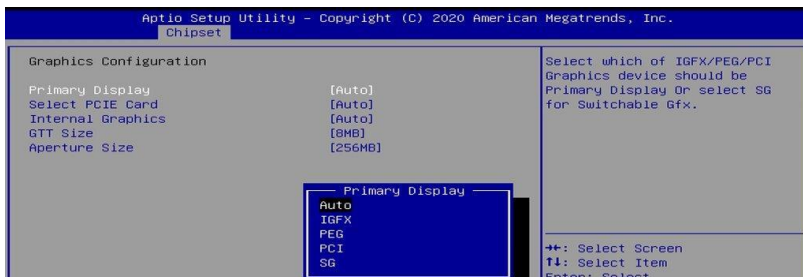 Aptio Setup Utility – Copyright (C) 2020 American Megatrends, Inc.
Chipset
Graphics Configuration
Primary Display [Auto]
Select PCIE Card [Auto]
Internal Graphics [Auto]
GTT Size [8MB]
Aperture Size [256MB]
Select which of IGFX/PEG/PCI
Graphics device should be
Primary Display Or select SG
for Switchable Gfx.
Primary Display
Auto
IGFX
PEG
PCI
SG
→←: Select Screen
↑↓: Select Item
Enter: Select